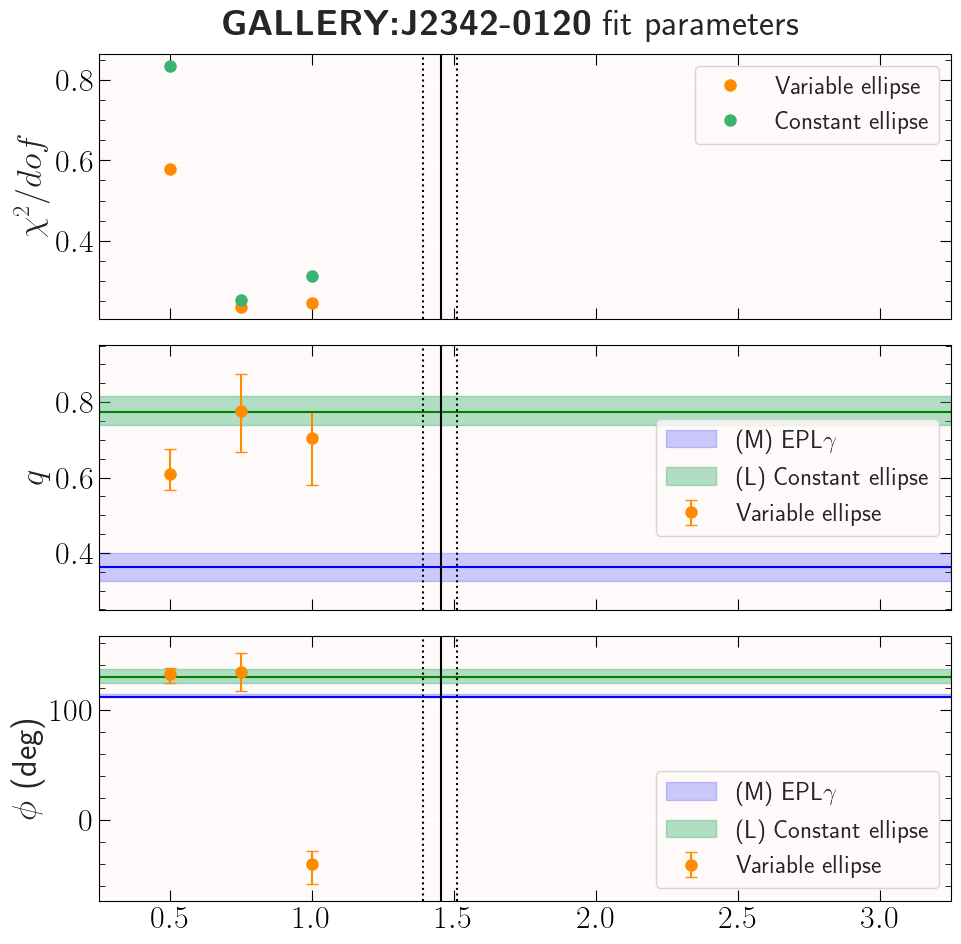 GALLERY:J2342-0120 fit parameters
χ²/dof
0.8
0.6
0.4
Variable ellipse
Constant ellipse
q
0.8
0.6
0.4
(M) EPLγ
(L) Constant ellipse
Variable ellipse
ϕ (deg)
100
0
(M) EPLγ
(L) Constant ellipse
Variable ellipse
0.5 1.0 1.5 2.0 2.5 3.0